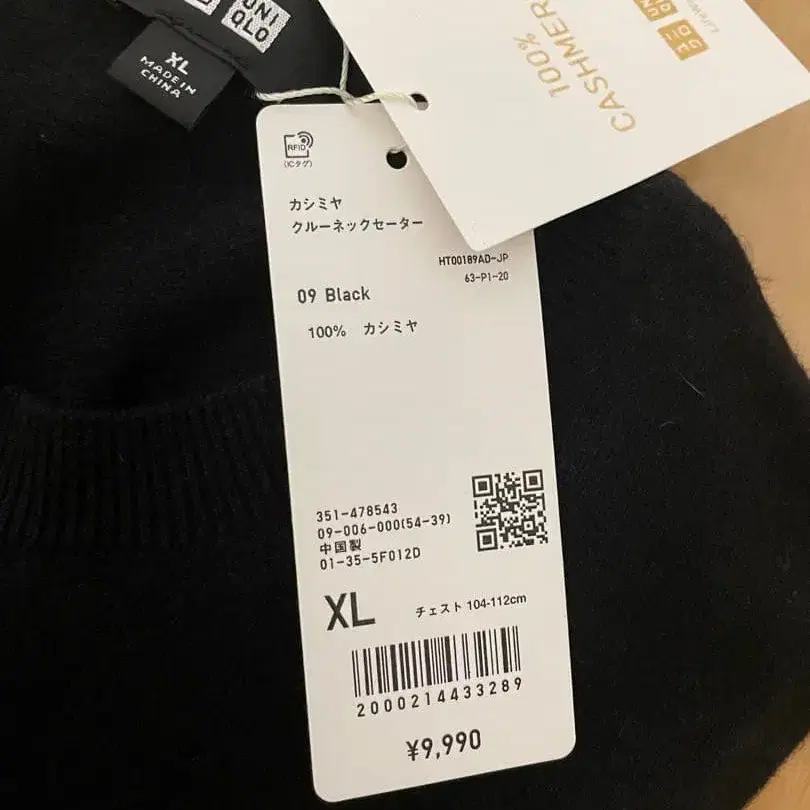 UNI
QLO
XL
MADE IN
CHINA
100%
CASHMERE
RFID
(ICタグ)
カシミヤ
クルーネックセーター
HT00189AD-JP
63-P1-20
09 Black
100% カシミヤ
351-478543
09-006-000(54-39)
中国製
01-35-5F012D
XL チェスト 104-112cm
2000214433289
¥9,990